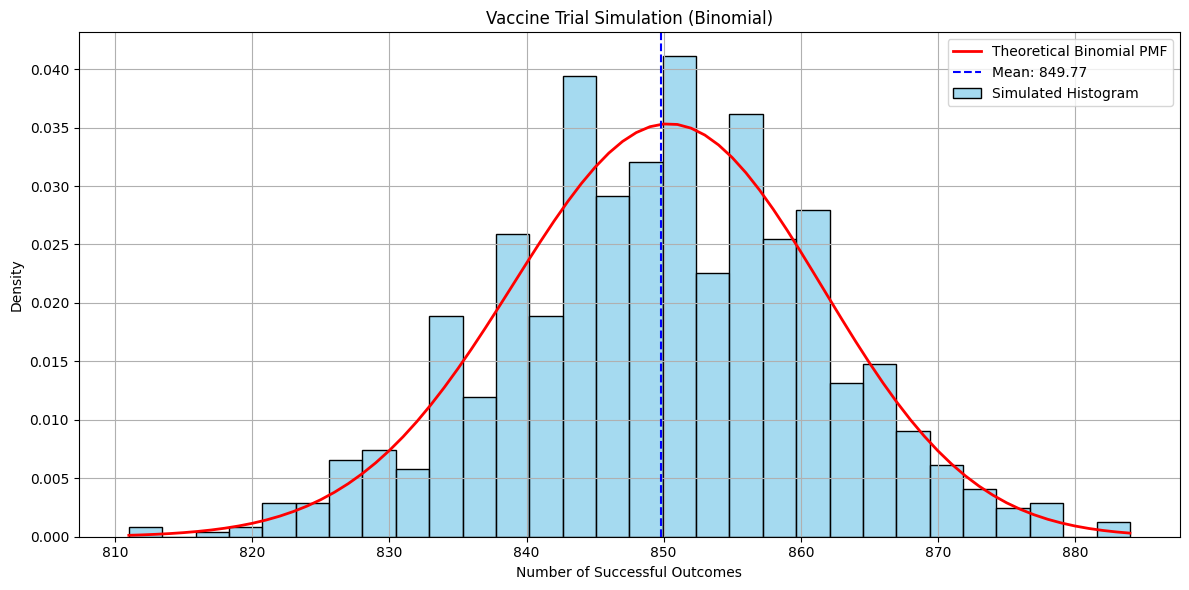 Vaccine Trial Simulation (Binomial)
Theoretical Binomial PMF
Mean: 849.77
Simulated Histogram
0.040
0.035
0.030
0.025
0.020
0.015
0.010
0.005
0.000
Density
810 820 830 840 850 860 870 880
Number of Successful Outcomes